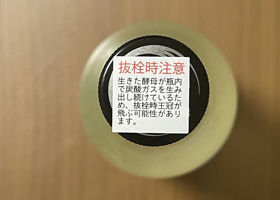 抜栓時注意
生きた酵母が瓶内
で炭酸ガスを生み
出し続けているた
め、抜栓時王冠が
飛ぶ可能性があり
ます。